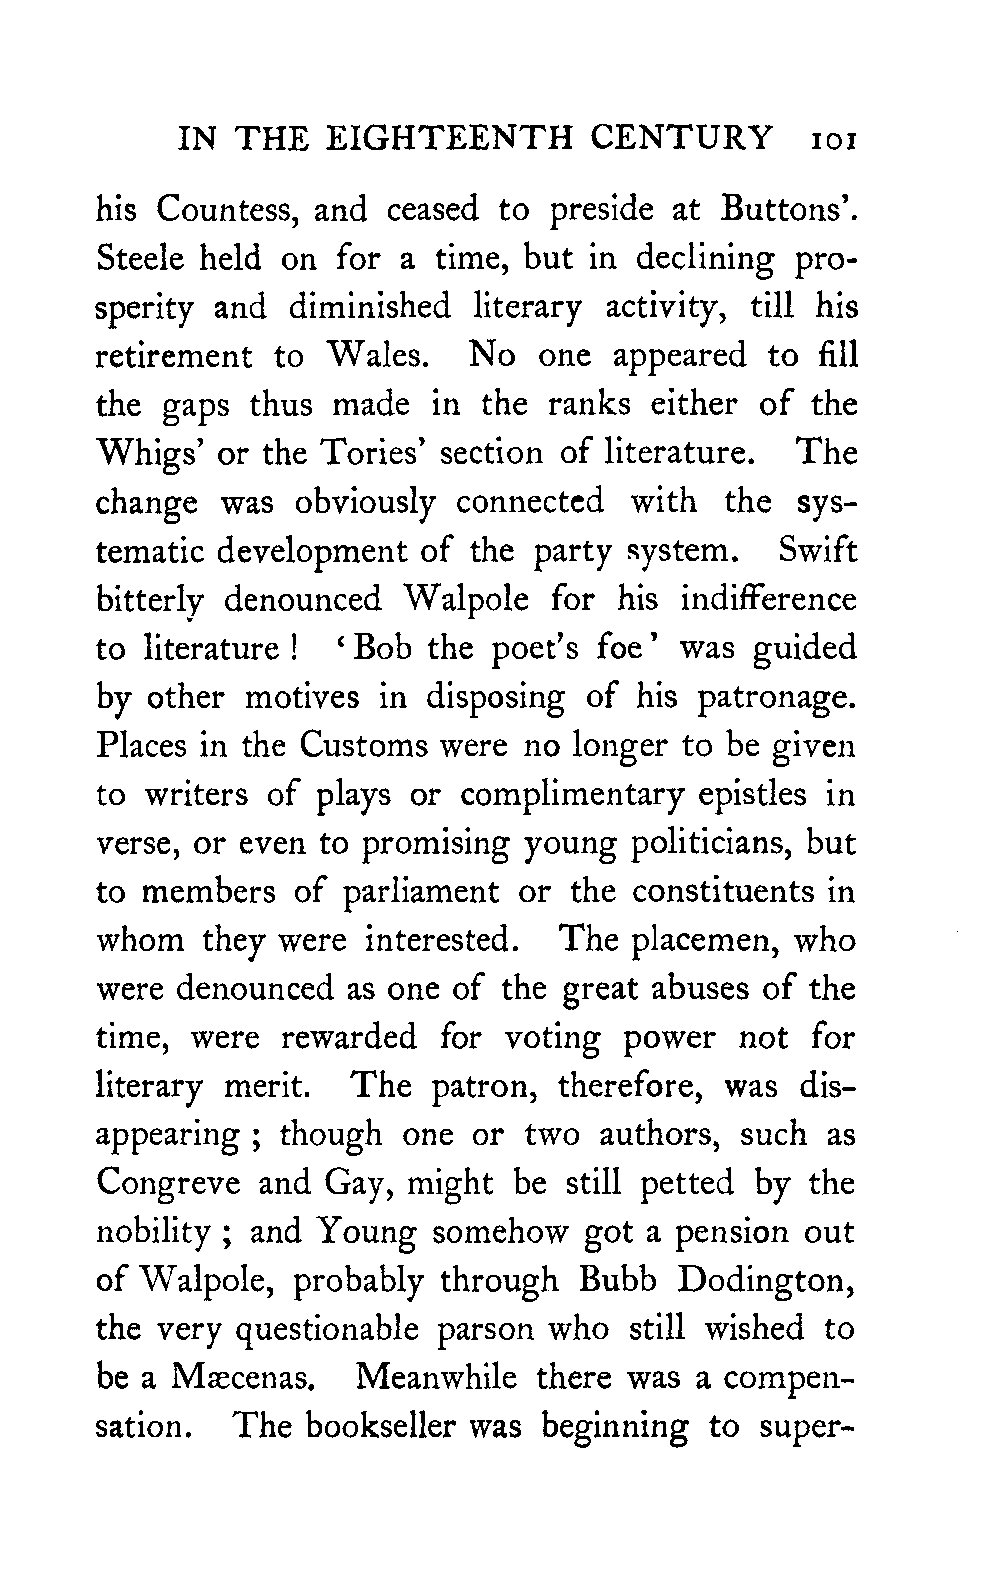 IN THE EIGHTEENTH CENTURY 101
his Countess, and ceased to preside at Buttons'.
Steele held on for a time, but in declining pro-
sperity and diminished literary activity, till his
retirement to Wales. No one appeared to fill
the gaps thus made in the ranks either of the
Whigs' or the Tories' section of literature. The
change was obviously connected with the sys-
tematic development of the party system. Swift
bitterly denounced Walpole for his indifference
to literature ! ‘ Bob the poet's foe ’ was guided
by other motives in disposing of his patronage.
Places in the Customs were no longer to be given
to writers of plays or complimentary epistles in
verse, or even to promising young politicians, but
to members of parliament or the constituents in
whom they were interested. The placemen, who
were denounced as one of the great abuses of the
time, were rewarded for voting power not for
literary merit. The patron, therefore, was dis-
appearing ; though one or two authors, such as
Congreve and Gay, might be still petted by the
nobility ; and Young somehow got a pension out
of Walpole, probably through Bubb Dodington,
the very questionable parson who still wished to
be a Mæcenas. Meanwhile there was a compen-
sation. The bookseller was beginning to super-